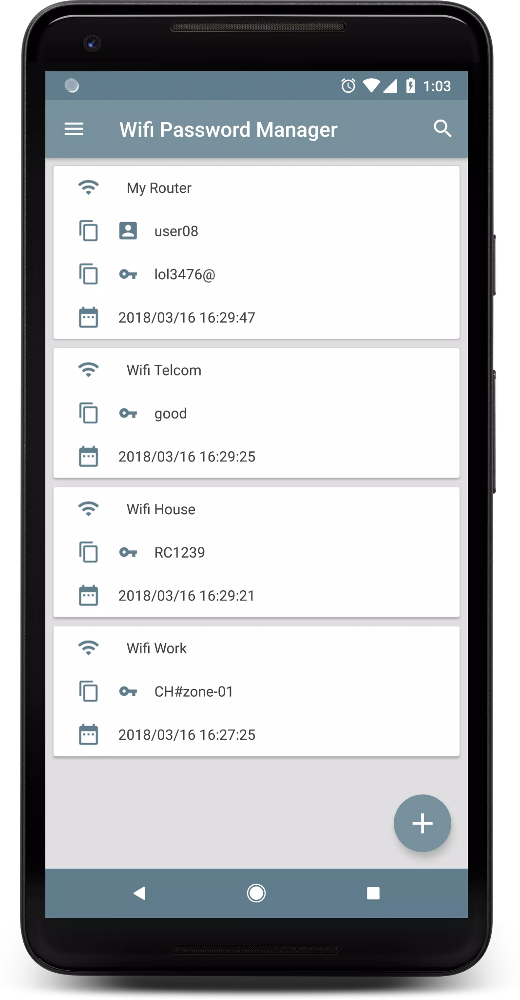 1:03
Wifi Password Manager
My Router
user08
lol3476@
2018/03/16 16:29:47
Wifi Telcom
good
2018/03/16 16:29:25
Wifi House
RC1239
2018/03/16 16:29:21
Wifi Work
CH#zone-01
2018/03/16 16:27:25